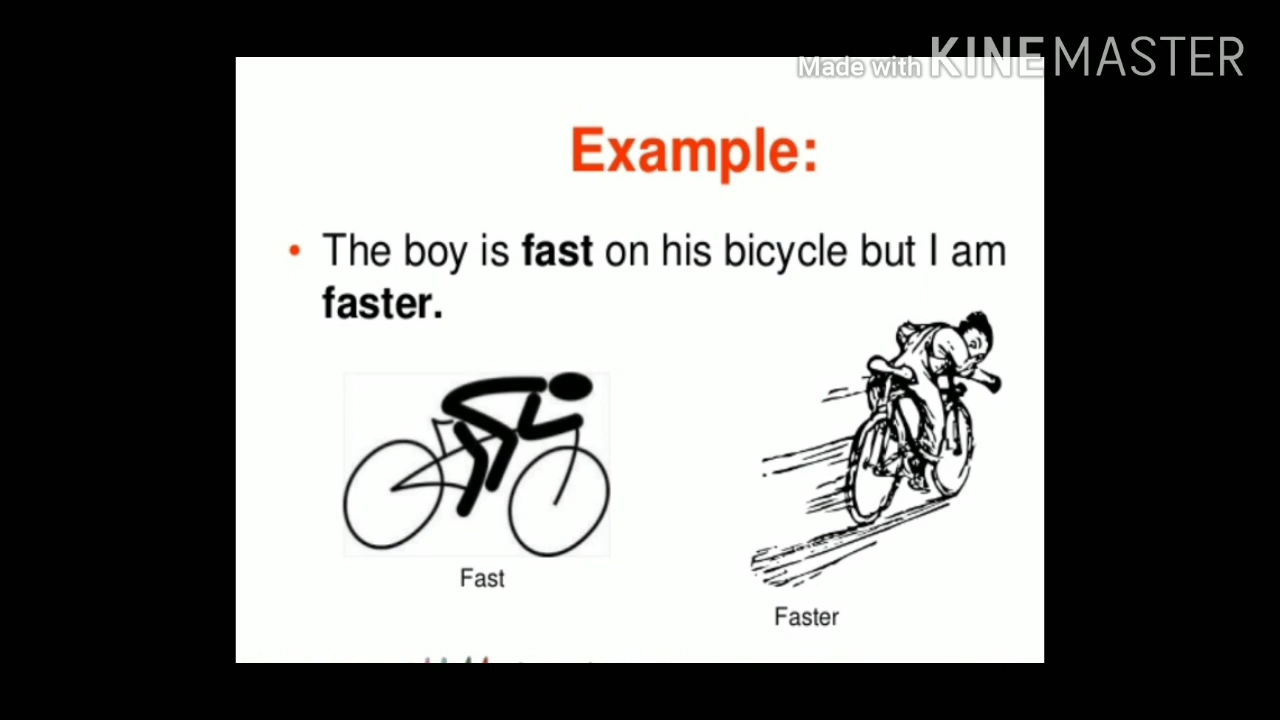 Made with KINEMASTER
Example:
• The boy is fast on his bicycle but I am
faster.
Fast
Faster